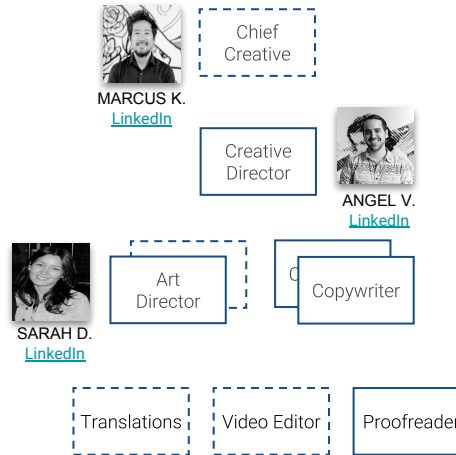 Chief
Creative
MARCUS K.
LinkedIn
Creative
Director
ANGEL V.
LinkedIn
Art
Director
C
Copywriter
SARAH D.
LinkedIn
Translations
Video Editor
Proofreader